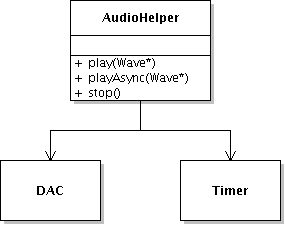 AudioHelper
+ play(Wave*)
+ playAsync(Wave*)
+ stop()
DAC
Timer